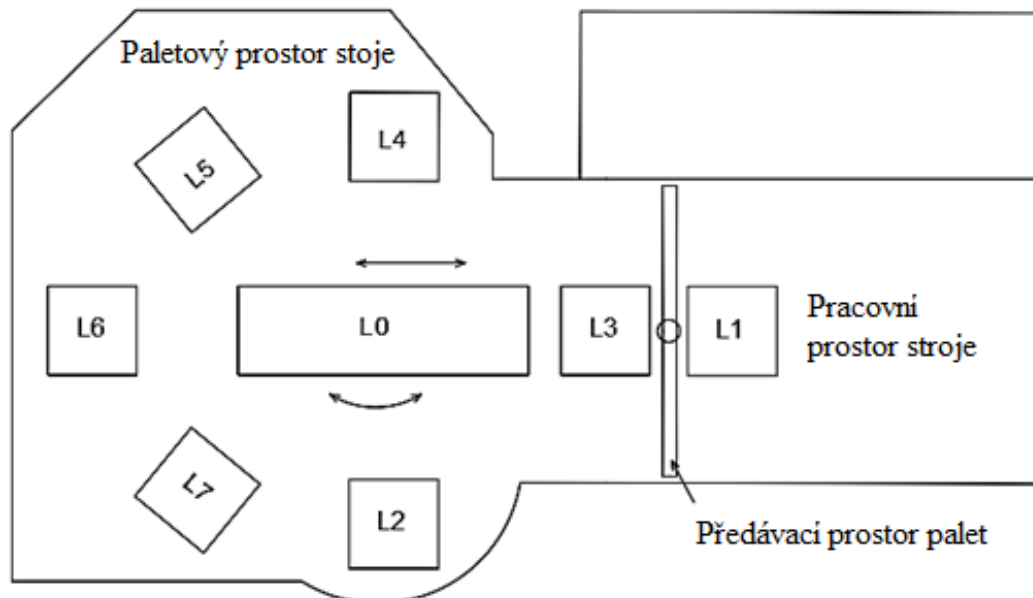 Paletový prostor stoje
L4
L5
L6
L0
L3
L1
Pracovní
prostor stroje
L7
L2
Předávací prostor palet